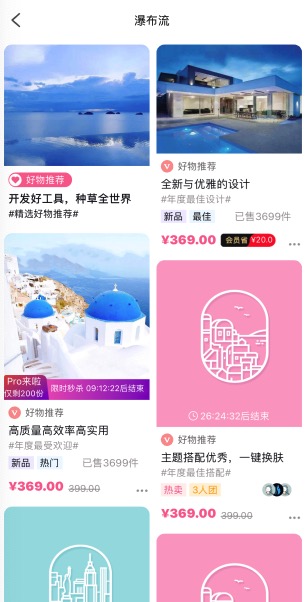 瀑布流
好物推荐
开发好工具，种草全世界
#精选好物推荐#
Pro来啦
仅剩200份
限时秒杀 09:12:22后结束
好物推荐
高质量高效率高实用
#年度最受欢迎#
新品 热门 已售3699件
¥369.00 399.00
好物推荐
全新与优雅的设计
#年度最佳设计#
新品 最佳 已售3699件
¥369.00 会员省 ¥20.0
26:24:32后结束
好物推荐
主题搭配优秀，一键换肤
#年度最佳搭配#
热卖 3人团
¥369.00 399.00